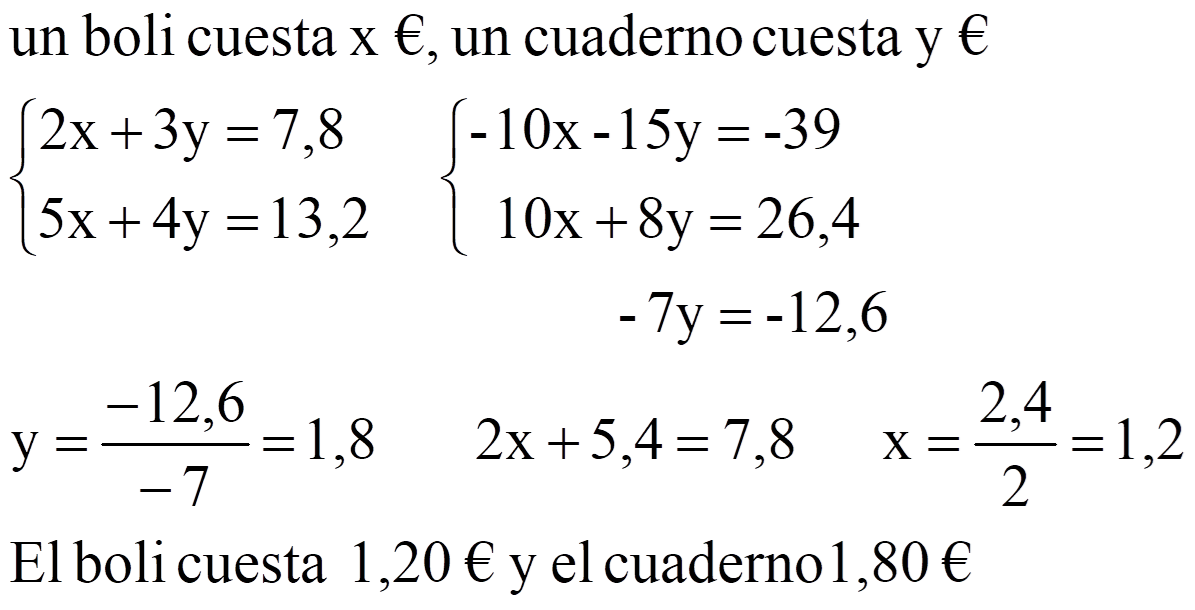 un boli cuesta x €, un cuaderno cuesta y €
2x + 3y = 7,8    -10x -15y = -39
5x + 4y = 13,2    10x + 8y = 26,4
-7y = -12,6
y = −12,6 / −7 = 1,8    2x + 5,4 = 7,8    x = 2,4 / 2 = 1,2
El boli cuesta 1,20 € y el cuaderno 1,80 €